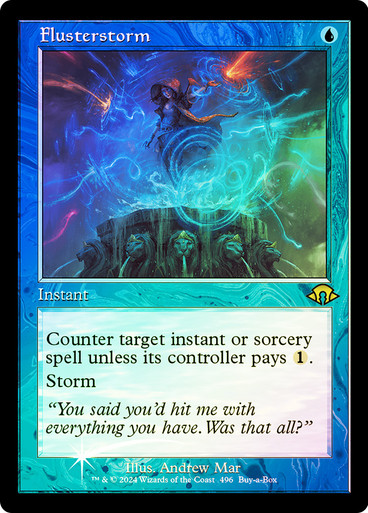 Flusterstorm
Instant
Counter target instant or sorcery
spell unless its controller pays 1.
Storm
“You said you’d hit me with
everything you have. Was that all?”
Illus. Andrew Mar
™ & © 2024 Wizards of the Coast 496 Buy-a-Box